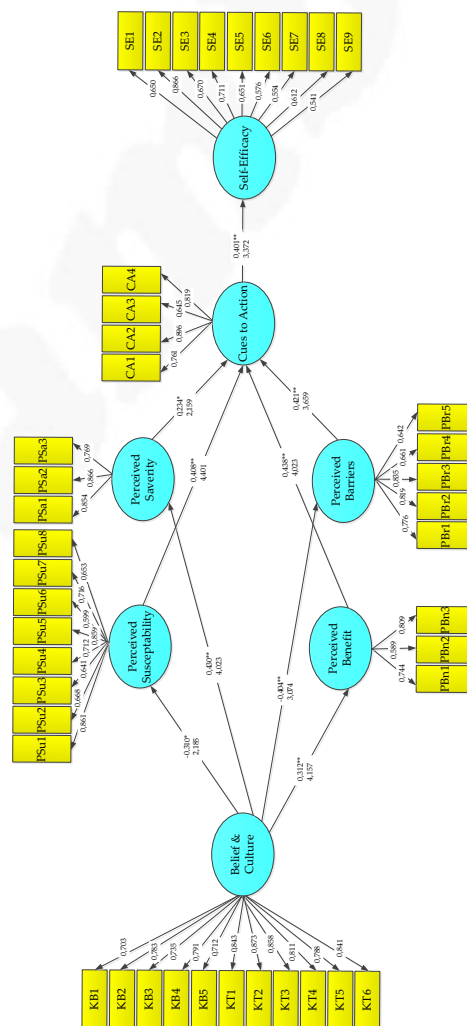 KB1
KB2
KB3
KB4
KB5
KT1
KT2
KT3
KT4
KT5
KT6
0,703
0,783
0,735
0,791
0,712
0,843
0,873
0,858
0,811
0,788
0,841
Belief &
Culture
-0,310*
2,185
0,430**
4,023
-0,404**
3,074
0,312**
4,157
PSu1
PSu2
PSu3
PSu4
PSu5
PSu6
PSu7
PSu8
0,861
0,668
0,641
0,712
0,859
0,599
0,716
0,653
Perceived
Susceptability
PSa1
PSa2
PSa3
0,854
0,866
0,769
Perceived
Saverity
Perceived
Benefit
0,744
0,589
0,809
PBn1
PBn2
PBn3
Perceived
Barriers
0,776
0,819
0,835
0,661
0,642
PBr1
PBr2
PBr3
PBr4
PBr5
0,234*
2,159
0,408**
4,401
0,438**
4,023
0,421**
3,659
CA1
CA2
CA3
CA4
0,761
0,896
0,645
0,819
Cues to Action
0,401**
3,372
Self-Efficacy
0,650
0,866
0,670
0,711
0,651
0,576
0,554
0,612
0,541
SE1
SE2
SE3
SE4
SE5
SE6
SE7
SE8
SE9